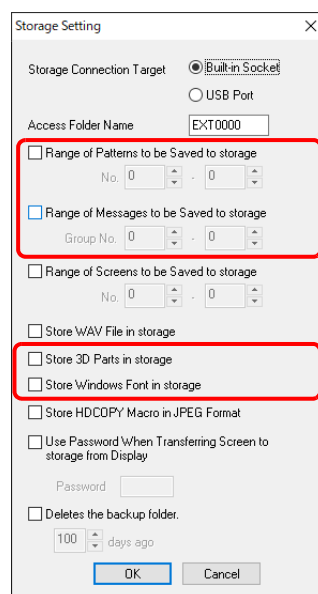 Storage Setting
Storage Connection Target
Built-in Socket
USB Port
Access Folder Name EXT0000
Range of Patterns to be Saved to storage
No. 0 - 0
Range of Messages to be Saved to storage
Group No. 0 - 0
Range of Screens to be Saved to storage
No. 0 - 0
Store WAV File in storage
Store 3D Parts in storage
Store Windows Font in storage
Store HDCOPY Macro in JPEG Format
Use Password When Transferring Screen to
storage from Display
Password
Deletes the backup folder.
100 days ago
OK Cancel